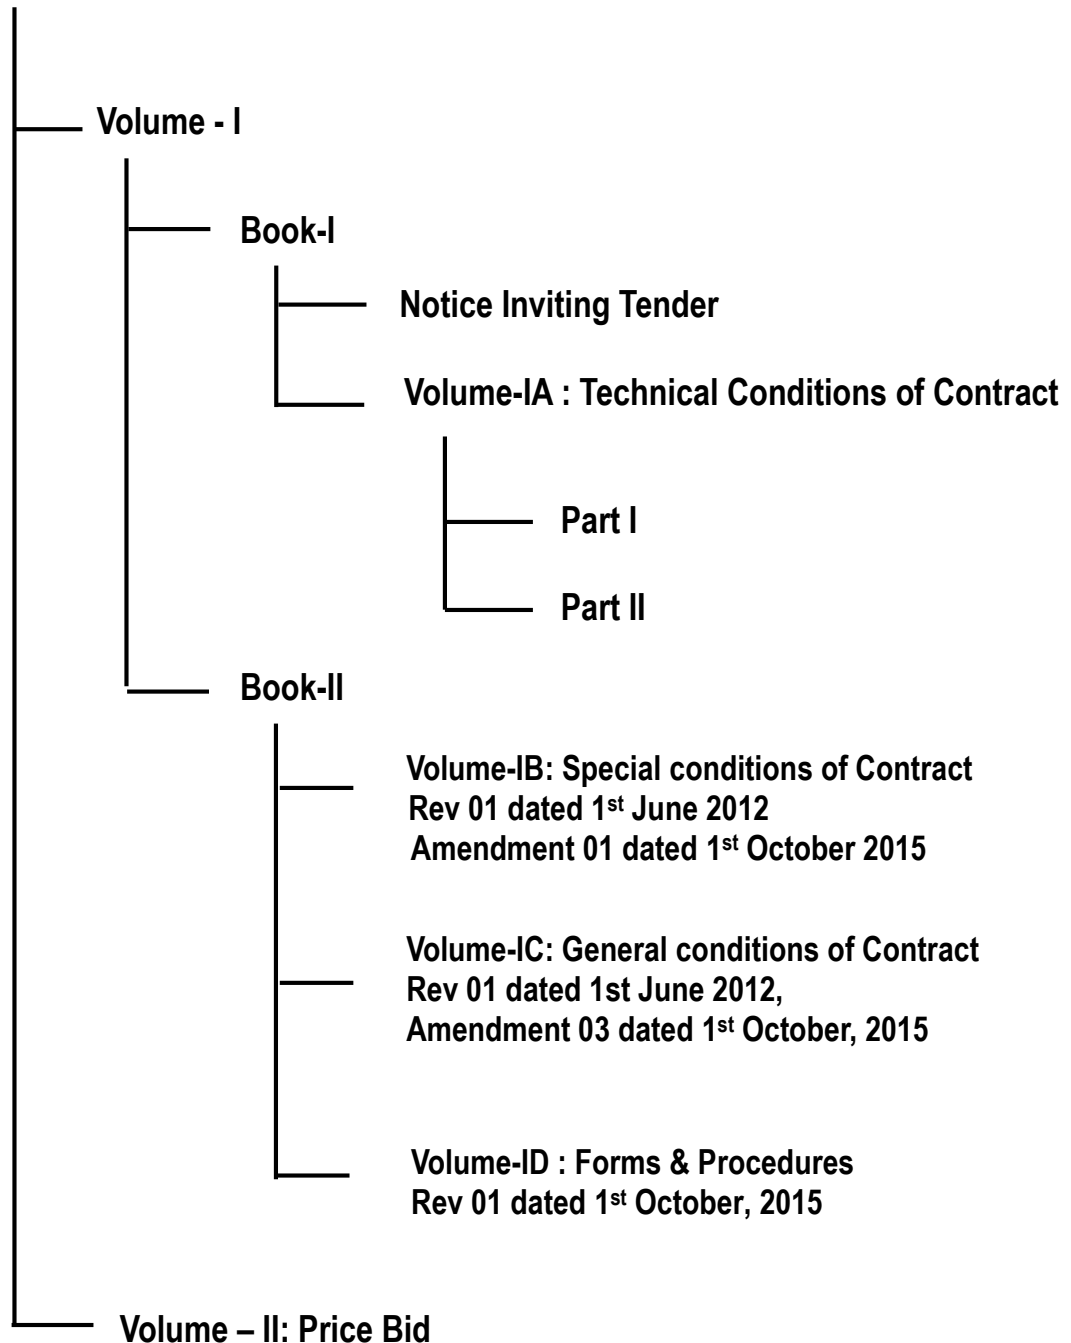 Volume - I
Book-I
Notice Inviting Tender
Volume-IA : Technical Conditions of Contract
Part I
Part II
Book-II
Volume-IB: Special conditions of Contract
Rev 01 dated 1st June 2012
Amendment 01 dated 1st October 2015
Volume-IC: General conditions of Contract
Rev 01 dated 1st June 2012,
Amendment 03 dated 1st October, 2015
Volume-ID : Forms & Procedures
Rev 01 dated 1st October, 2015
Volume – II: Price Bid